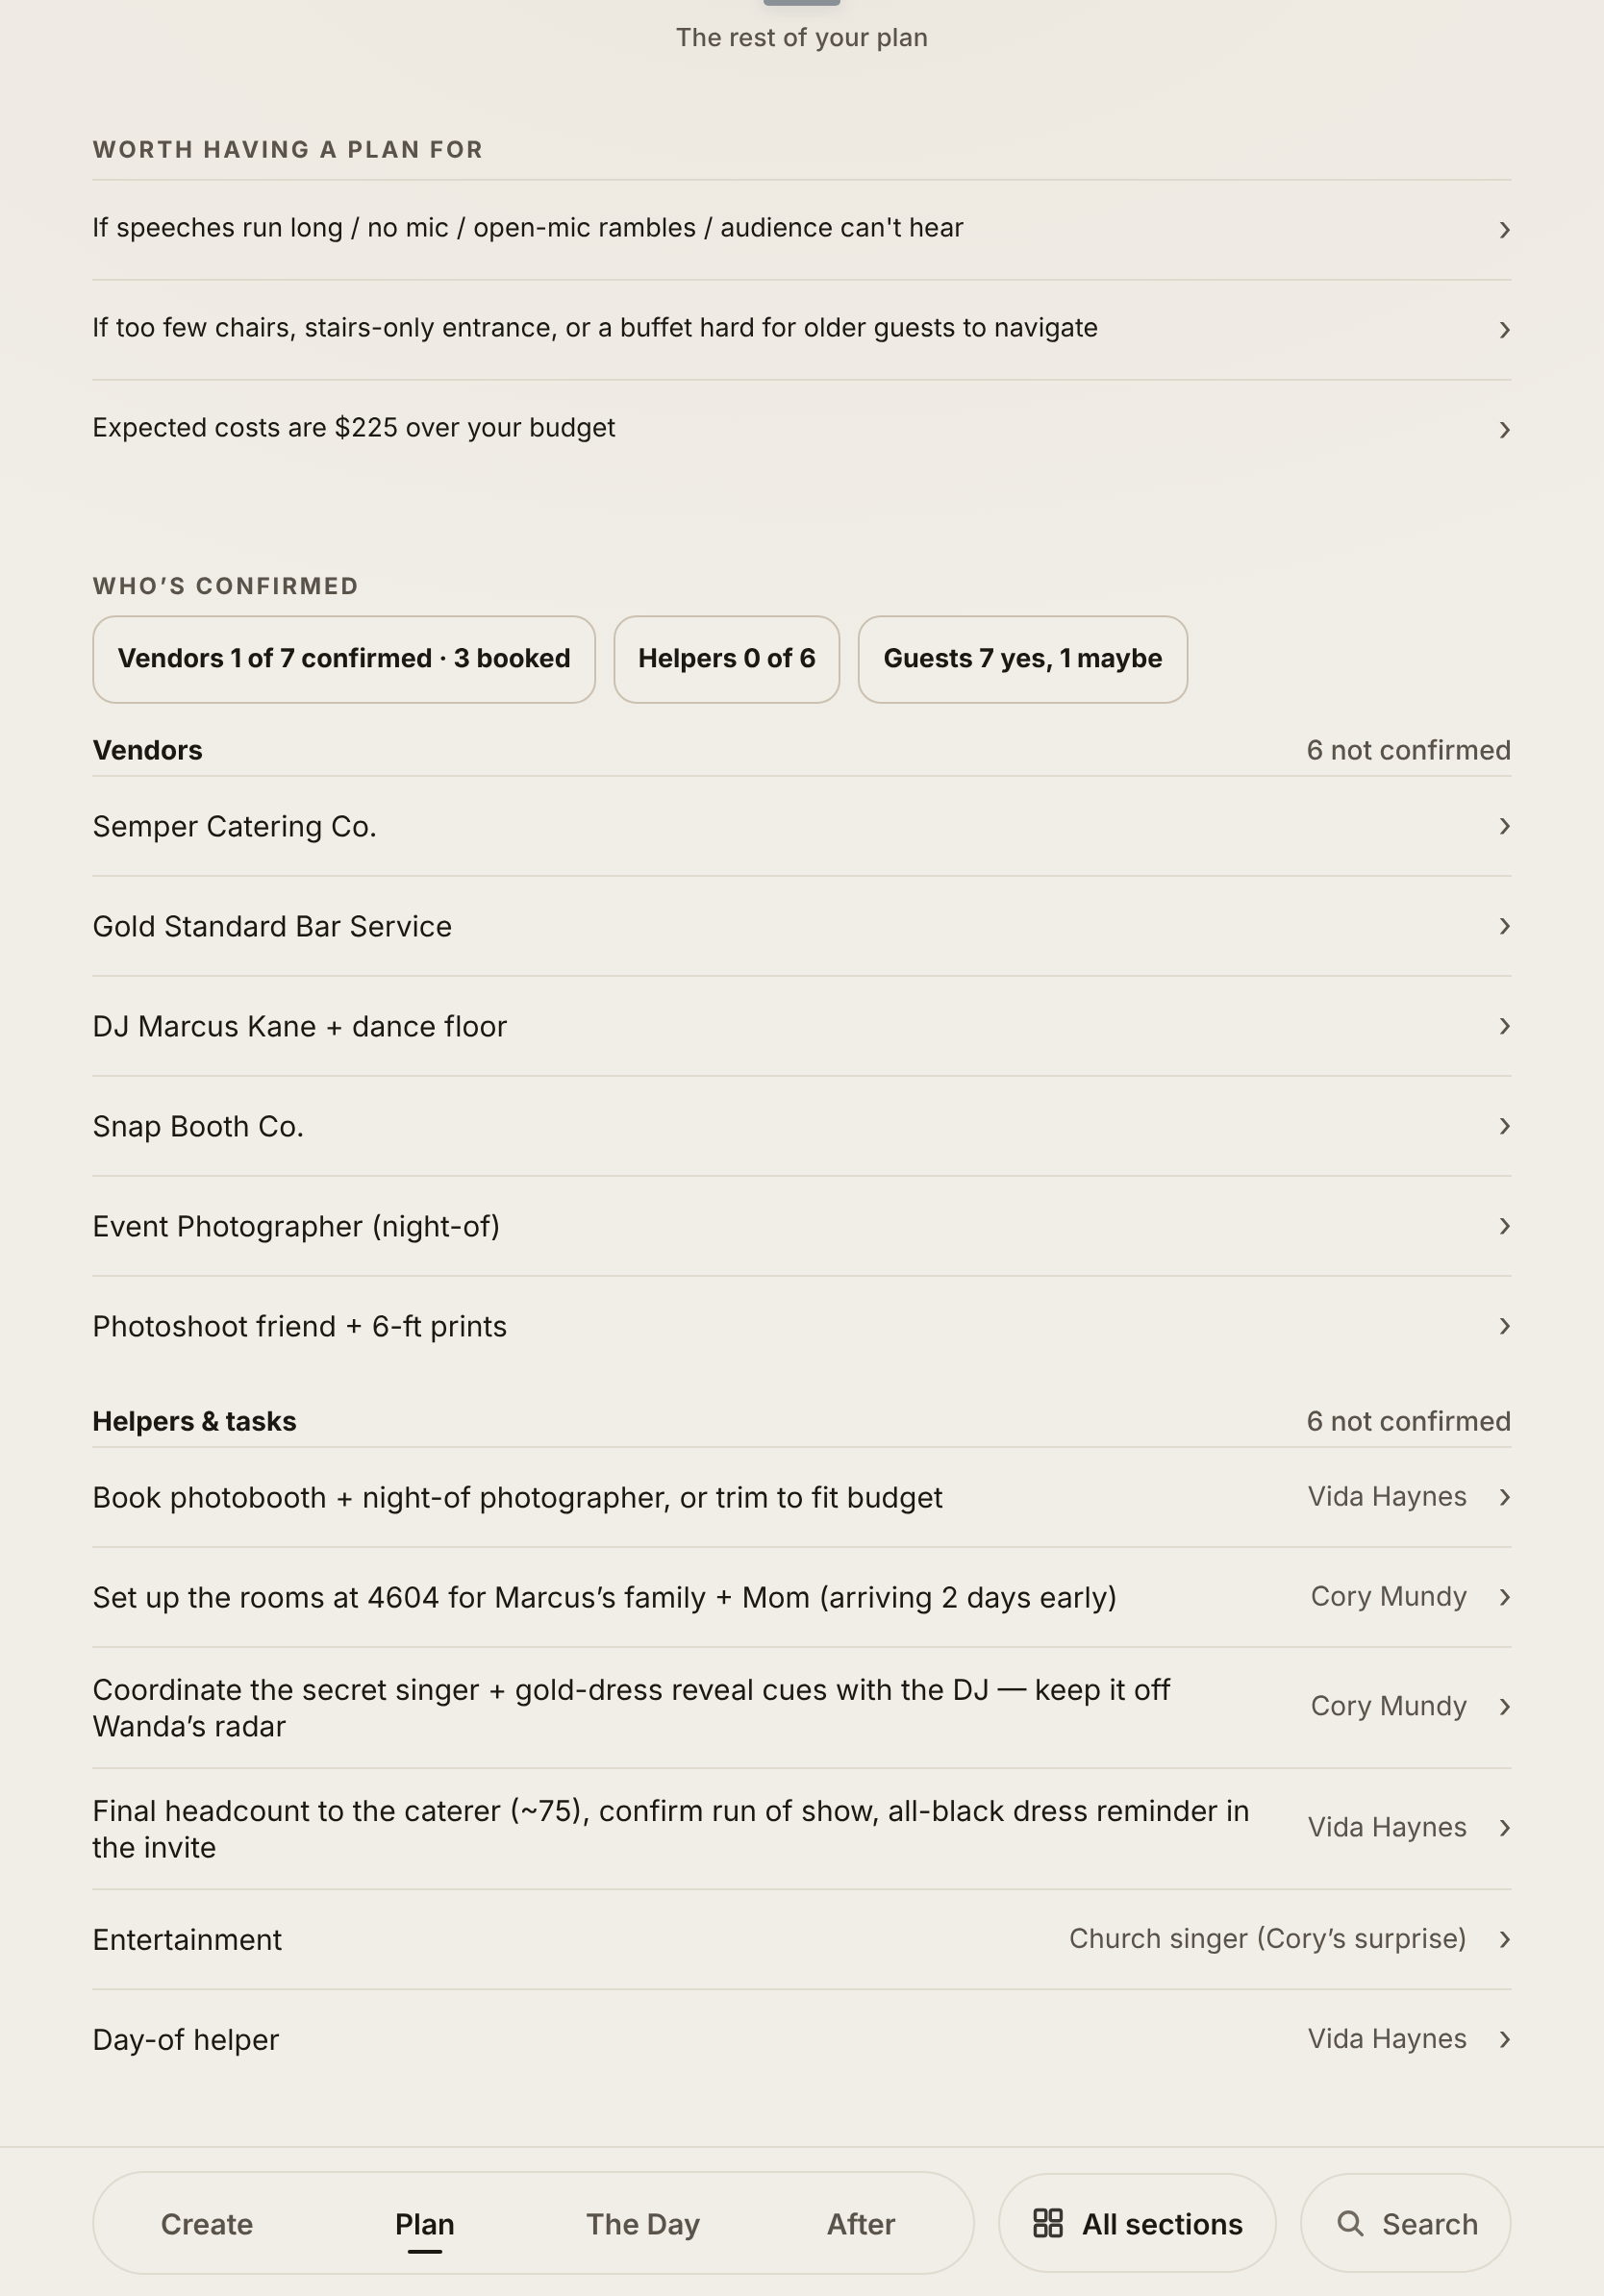 The rest of your plan
WORTH HAVING A PLAN FOR
If speeches run long / no mic / open-mic rambles / audience can't hear
If too few chairs, stairs-only entrance, or a buffet hard for older guests to navigate
Expected costs are $225 over your budget
WHO’S CONFIRMED
Vendors 1 of 7 confirmed · 3 booked
Helpers 0 of 6
Guests 7 yes, 1 maybe
Vendors
6 not confirmed
Semper Catering Co.
Gold Standard Bar Service
DJ Marcus Kane + dance floor
Snap Booth Co.
Event Photographer (night-of)
Photoshoot friend + 6-ft prints
Helpers & tasks
6 not confirmed
Book photobooth + night-of photographer, or trim to fit budget
Vida Haynes
Set up the rooms at 4604 for Marcus’s family + Mom (arriving 2 days early)
Cory Mundy
Coordinate the secret singer + gold-dress reveal cues with the DJ — keep it off
Wanda’s radar
Cory Mundy
Final headcount to the caterer (~75), confirm run of show, all-black dress reminder in
the invite
Vida Haynes
Entertainment
Church singer (Cory’s surprise)
Day-of helper
Vida Haynes
Create
Plan
The Day
After
All sections
Search